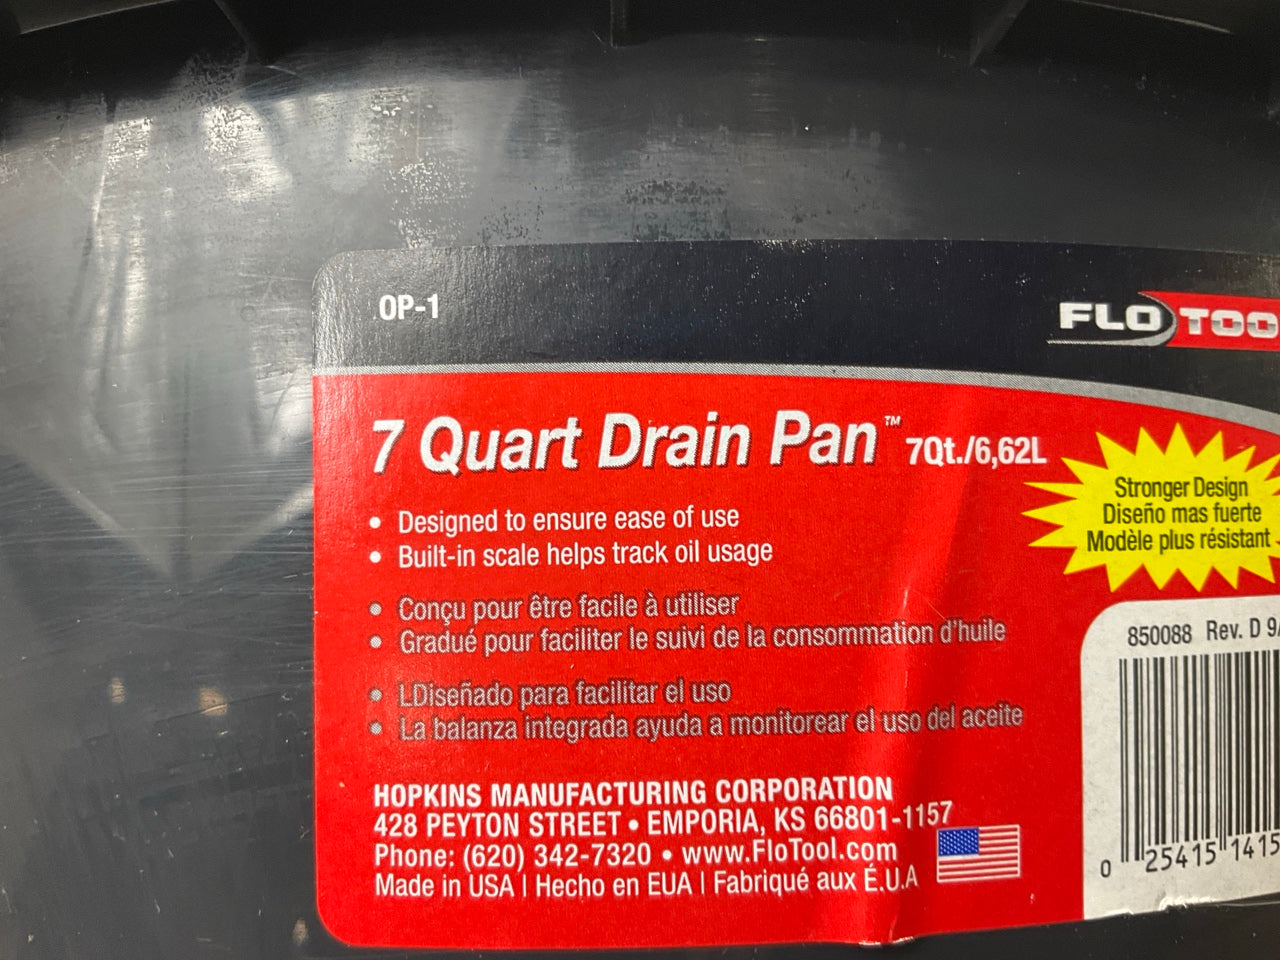 OP-1
FLOTOO
7 Quart Drain Pan™ 7Qt./6,62L
Stronger Design
Diseño mas fuerte
Modèle plus résistant
• Designed to ensure ease of use
• Built-in scale helps track oil usage
• Conçu pour être facile à utiliser
• Gradué pour faciliter le suivi de la consommation d'huile
• LDiseñado para facilitar el uso
• La balanza integrada ayuda a monitorear el uso del aceite
850088 Rev. D 9/
HOPKINS MANUFACTURING CORPORATION
428 PEYTON STREET • EMPORIA, KS 66801-1157
Phone: (620) 342-7320 • www.FloTool.com
Made in USA | Hecho en EUA | Fabriqué aux É.U.A
0 25415 1415